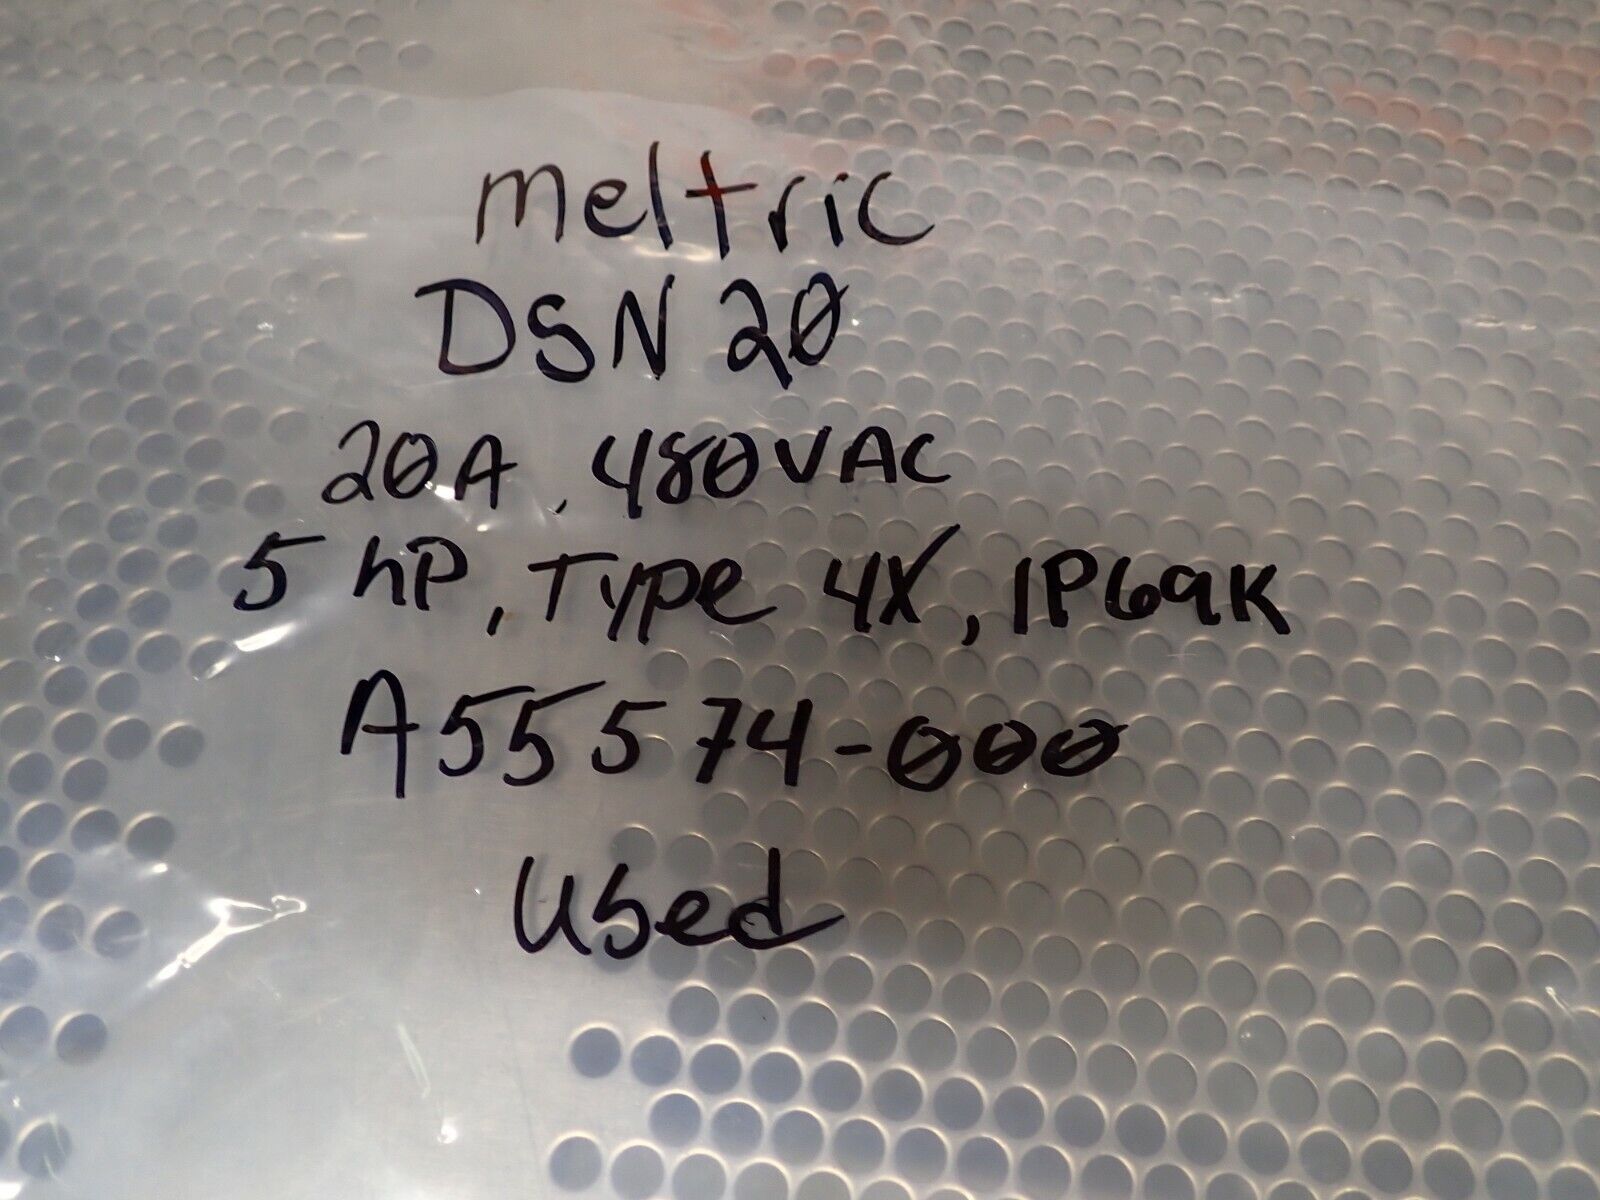 meltric
DSN 20
20A, 480VAC
5 hP, Type 4X, IP69K
A55574-000
Used